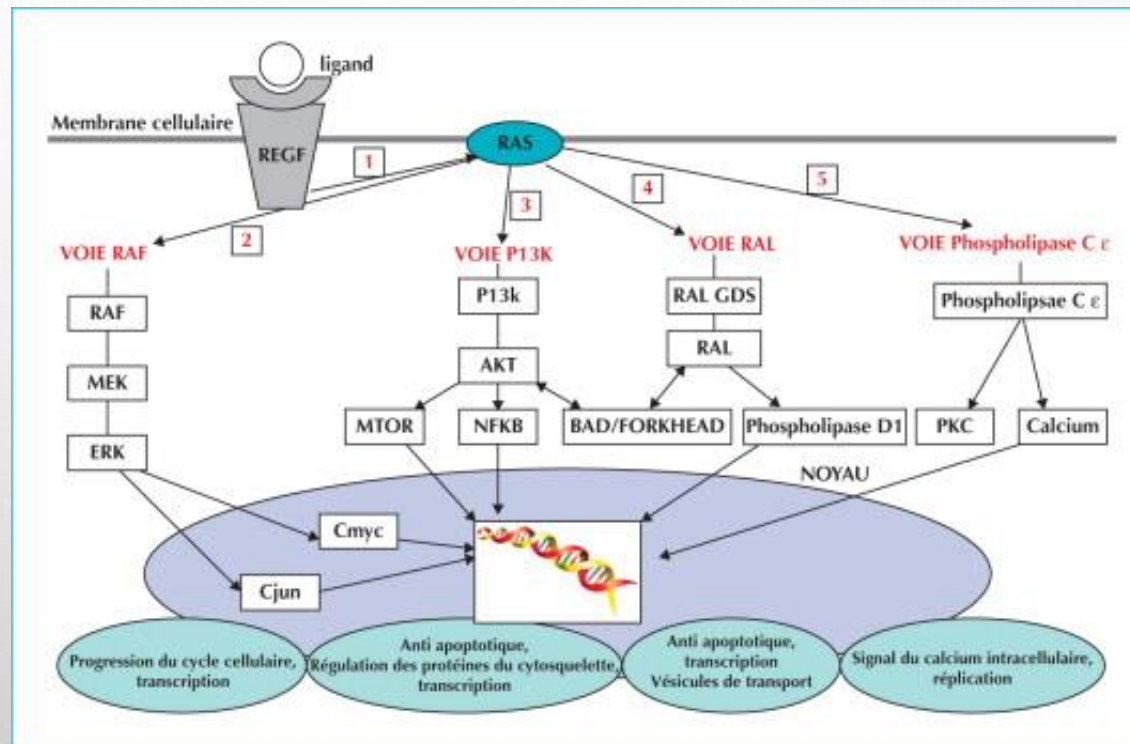 ligand
Membrane cellulaire
REGF
RAS
1
2
3
4
5
VOIE RAF
VOIE P13K
VOIE RAL
VOIE Phospholipase C ε
RAF
P13k
RAL GDS
Phospholipsae C ε
MEK
AKT
RAL
ERK
MTOR
NFKB
BAD/FORKHEAD
Phospholipase D1
PKC
Calcium
NOYAU
Cmyc
Cjun
Progression du cycle cellulaire,
transcription
Anti apoptotique,
Régulation des protéines du cytosquelette,
transcription
Anti apoptotique,
transcription
Vésicules de transport
Signal du calcium intracellulaire,
réplication